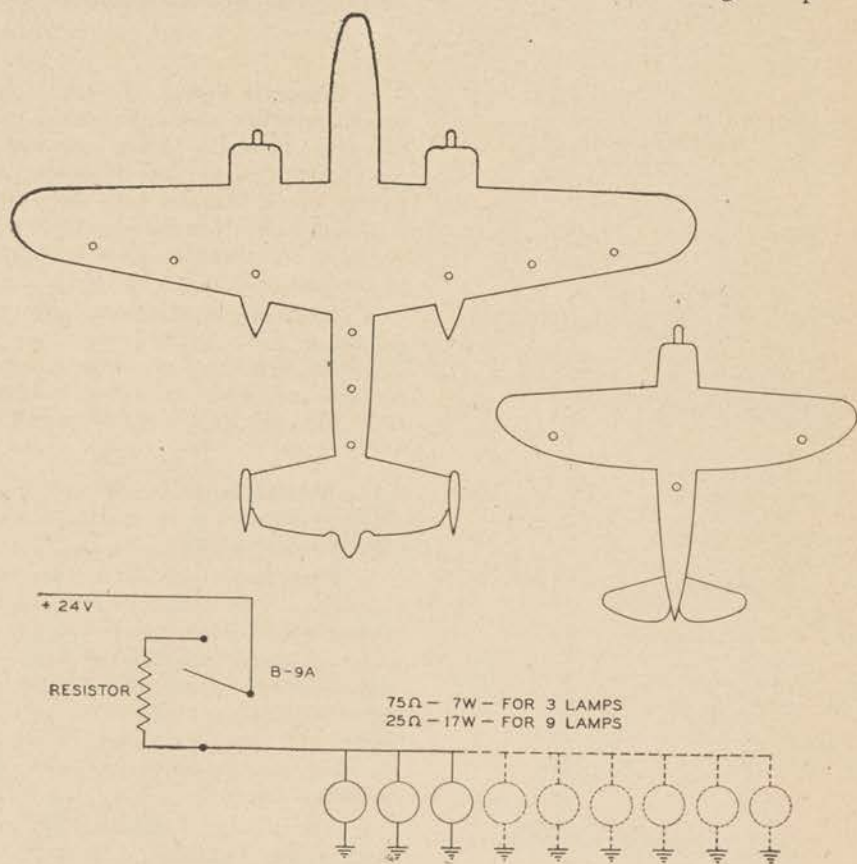 + 24V
B-9A
RESISTOR
75Ω – 7W – FOR 3 LAMPS
25Ω – 17W – FOR 9 LAMPS